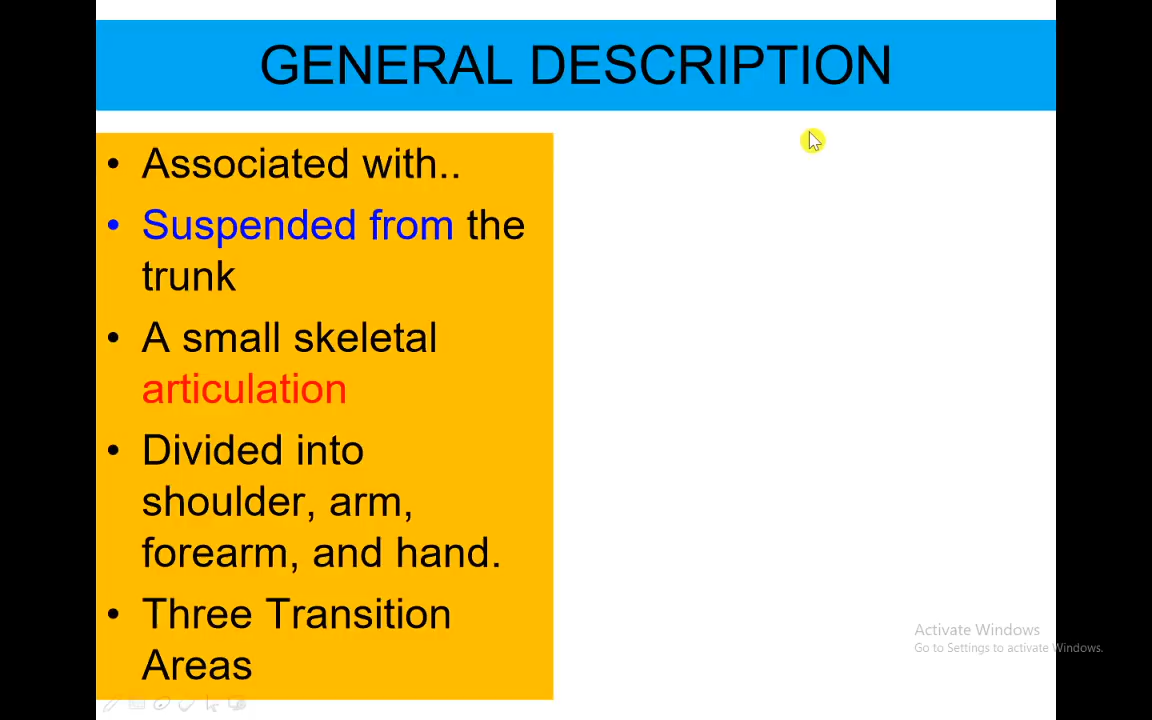 GENERAL DESCRIPTION
• Associated with..
• Suspended from the
trunk
• A small skeletal
articulation
• Divided into
shoulder, arm,
forearm, and hand.
• Three Transition
Areas
Activate Windows
Go to Settings to activate Windows.